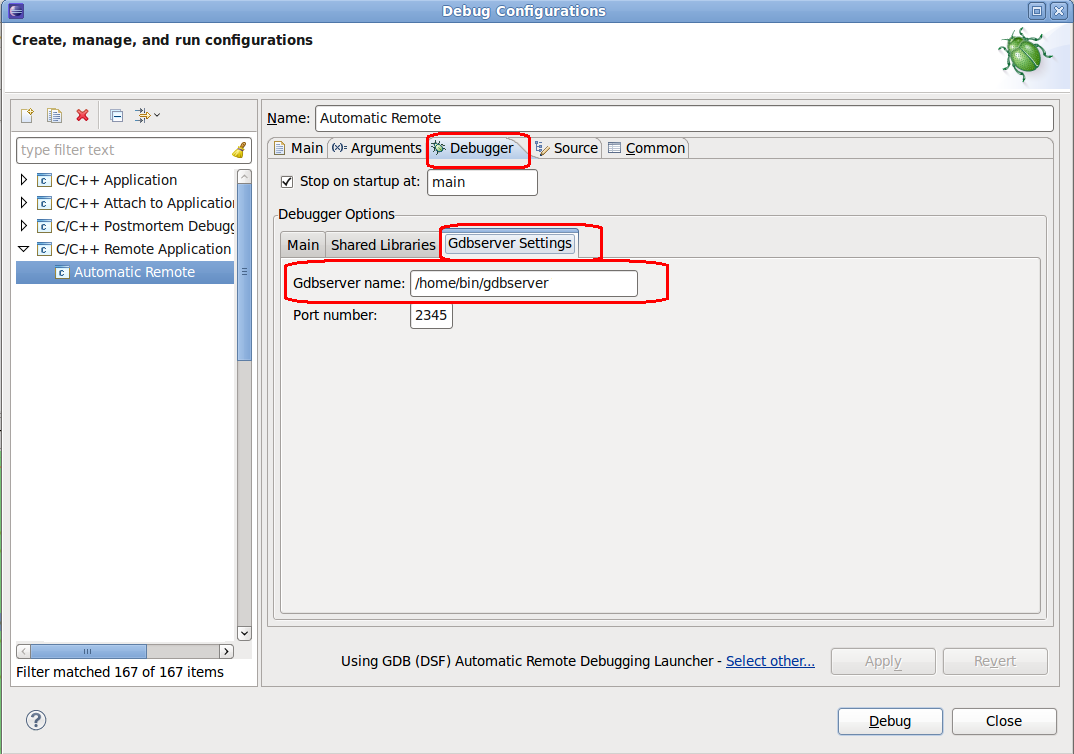 Debug Configurations
Create, manage, and run configurations
type filter text
C/C++ Application
C/C++ Attach to Applicatio
C/C++ Postmortem Debugg
C/C++ Remote Application
Automatic Remote
Filter matched 167 of 167 items
Name: Automatic Remote
Main (x)= Arguments Debugger Source Common
Stop on startup at: main
Debugger Options
Main Shared Libraries Gdbserver Settings
Gdbserver name: /home/bin/gdbserver
Port number: 2345
Using GDB (DSF) Automatic Remote Debugging Launcher - Select other...
Apply Revert
? Debug Close